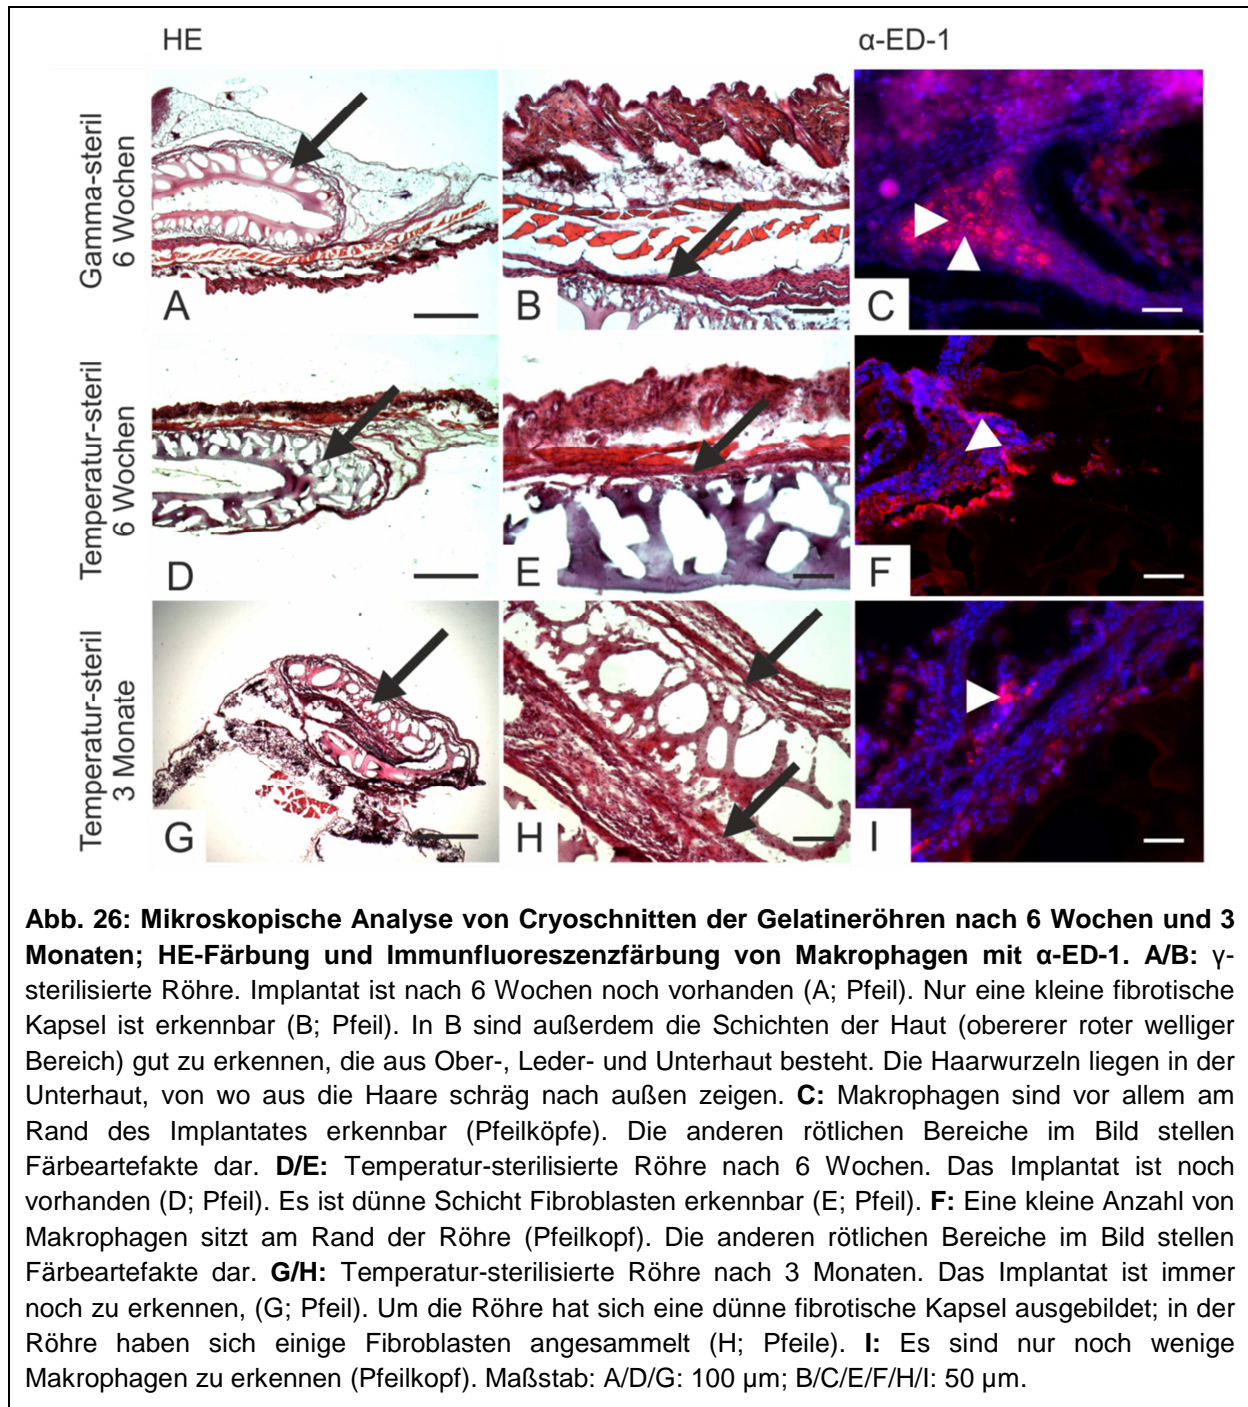 HE
α-ED-1
Gamma-steril
6 Wochen
A
B
C
Temperatur-steril
6 Wochen
D
E
F
Temperatur-steril
3 Monate
G
H
I
Abb. 26: Mikroskopische Analyse von Cryoschnitten der Gelatineröhren nach 6 Wochen und 3
Monaten; HE-Färbung und Immunfluoreszenzfärbung von Makrophagen mit α-ED-1. A/B: γ-
sterilisierte Röhre. Implantat ist nach 6 Wochen noch vorhanden (A; Pfeil). Nur eine kleine fibrotische
Kapsel ist erkennbar (B; Pfeil). In B sind außerdem die Schichten der Haut (obererer roter welliger
Bereich) gut zu erkennen, die aus Ober-, Leder- und Unterhaut besteht. Die Haarwurzeln liegen in der
Unterhaut, von wo aus die Haare schräg nach außen zeigen. C: Makrophagen sind vor allem am
Rand des Implantates erkennbar (Pfeilköpfe). Die anderen rötlichen Bereiche im Bild stellen
Färbeartefakte dar. D/E: Temperatur-sterilisierte Röhre nach 6 Wochen. Das Implantat ist noch
vorhanden (D; Pfeil). Es ist dünne Schicht Fibroblasten erkennbar (E; Pfeil). F: Eine kleine Anzahl von
Makrophagen sitzt am Rand der Röhre (Pfeilkopf). Die anderen rötlichen Bereiche im Bild stellen
Färbeartefakte dar. G/H: Temperatur-sterilisierte Röhre nach 3 Monaten. Das Implantat ist immer
noch zu erkennen, (G; Pfeil). Um die Röhre hat sich eine dünne fibrotische Kapsel ausgebildet; in der
Röhre haben sich einige Fibroblasten angesammelt (H; Pfeile). I: Es sind nur noch wenige
Makrophagen zu erkennen (Pfeilkopf). Maßstab: A/D/G: 100 µm; B/C/E/F/H/I: 50 µm.